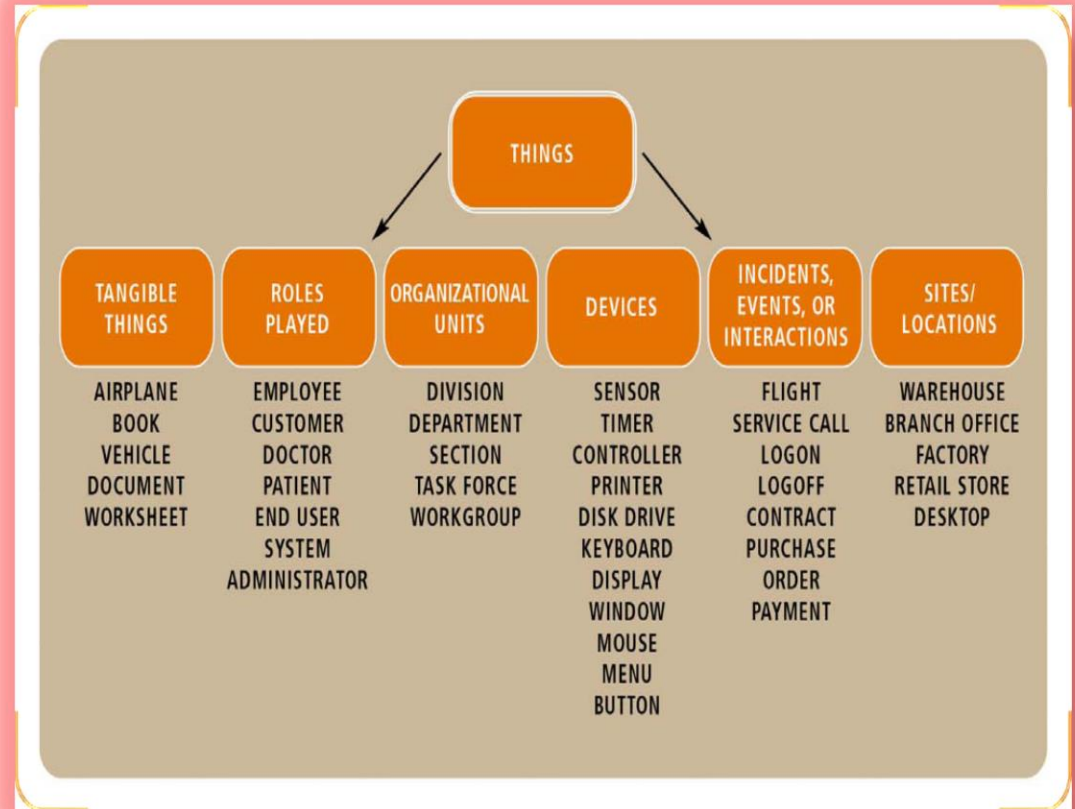 THINGS
TANGIBLE
THINGS
AIRPLANE
BOOK
VEHICLE
DOCUMENT
WORKSHEET
ROLES
PLAYED
EMPLOYEE
CUSTOMER
DOCTOR
PATIENT
END USER
SYSTEM
ADMINISTRATOR
ORGANIZATIONAL
UNITS
DIVISION
DEPARTMENT
SECTION
TASK FORCE
WORKGROUP
DEVICES
SENSOR
TIMER
CONTROLLER
PRINTER
DISK DRIVE
KEYBOARD
DISPLAY
WINDOW
MOUSE
MENU
BUTTON
INCIDENTS,
EVENTS, OR
INTERACTIONS
FLIGHT
SERVICE CALL
LOGON
LOGOFF
CONTRACT
PURCHASE
ORDER
PAYMENT
SITES/
LOCATIONS
WAREHOUSE
BRANCH OFFICE
FACTORY
RETAIL STORE
DESKTOP